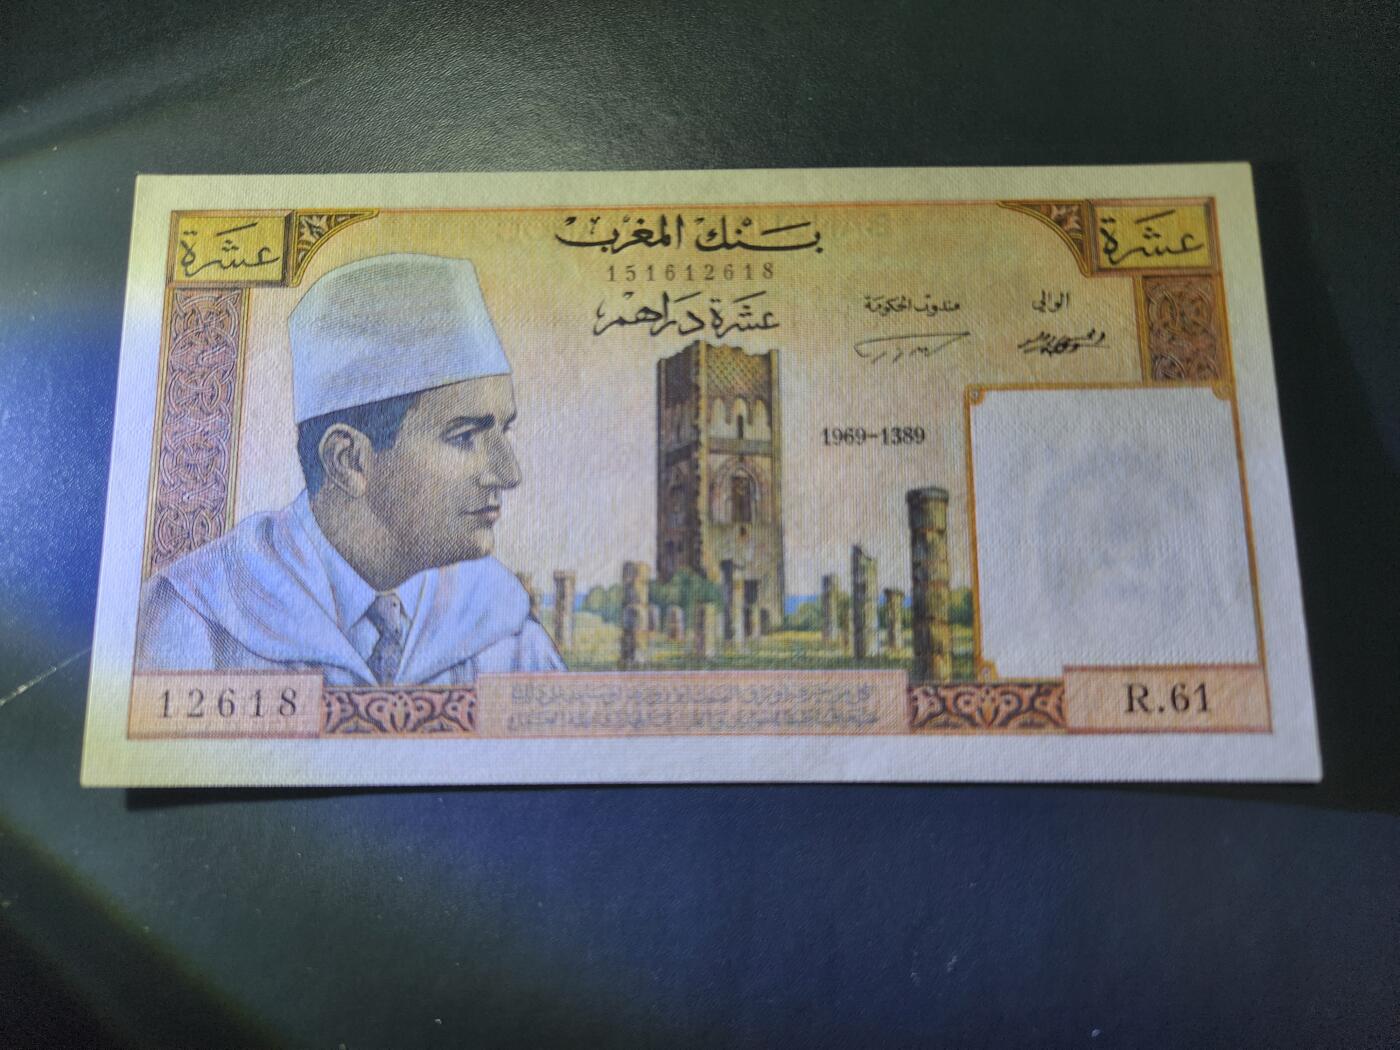 عشرة
بنك المغرب
عشرة
151612618
عشرة دراهم
مندوب الحكومة
الوالي
1969-1389
12618
R.61